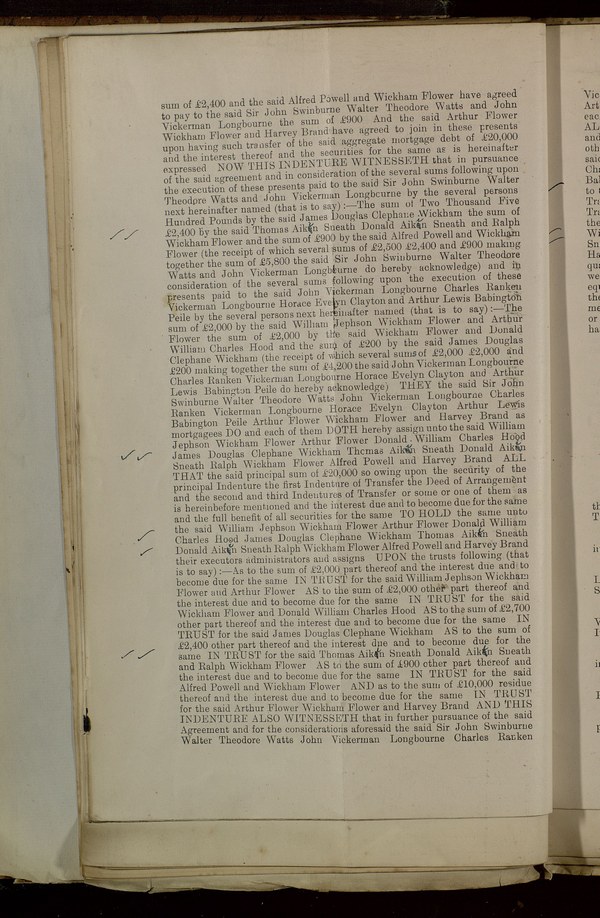 sum of £2,400 and the said Alfred Powell and Wickham Flower have agreed
to pay to the said Sir John Swinburne Walter Theodore Watts and John
Vickerman Longbourne the sum of £900 And the said Arthur Flower
Wickham Flower and Harvey Brand have agreed to join in these presents
upon having such transfer of the said aggregate mortgage debt of £20,000
and the interest thereof and the securities for the same as is hereinafter
expressed NOW THIS INDENTURE WITNESSETH that in pursuance
of the said agreement and in consideration of the several sums following upon
the execution of these presents paid to the said Sir John Swinburne Walter
Theodore Watts and John Vickerman Longbourne by the several persons
next hereinafter named (that is to say):—The sum of Two Thousand Five
Hundred Pounds by the said James Douglas Clephane Wickham the sum of
£2,400 by the said Thomas Aikin Sneath Donald Aikin Sneath and Ralph
Wickham Flower and the sum of £900 by the said Alfred Powell and Wickham
Flower (the receipt of which several sums of £2,500 £2,400 and £900 making
together the sum of £5,800 the said Sir John Swinburne Walter Theodore
Watts and John Vickerman Longbourne do hereby acknowledge) and in
consideration of the several sums following upon the execution of these
presents paid to the said John Vickerman Longbourne Charles Ranken
Vickerman Longbourne Horace Evelyn Clayton and Arthur Lewis Babington
Peile by the several persons next hereinafter named (that is to say):—The
sum of £2,000 by the said William Jephson Wickham Flower and Arthur
Flower the sum of £2,000 by the said Wickham Flower and Donald
William Charles Hood and the sum of £200 by the said James Douglas
Clephane Wickham (the receipt of which several sums of £2,000 £2,000 and
£200 making together the sum of £4,200 the said John Vickerman Longbourne
Charles Ranken Vickerman Longbourne Horace Evelyn Clayton and Arthur
Lewis Babington Peile do hereby acknowledge) THEY the said Sir John
Swinburne Walter Theodore Watts John Vickerman Longbourne Charles
Ranken Vickerman Longbourne Horace Evelyn Clayton Arthur Lewis
Babington Peile Arthur Flower Wickham Flower and Harvey Brand as
mortgagees DO and each of them DOTH hereby assign unto the said William
Jephson Wickham Flower Arthur Flower Donald William Charles Hood
James Douglas Clephane Wickham Thomas Aikin Sneath Donald Aikin
Sneath Ralph Wickham Flower Alfred Powell and Harvey Brand ALL
THAT the said principal sum of £20,000 so owing upon the security of the
principal Indenture the first Indenture of Transfer the Deed of Arrangement
and the second and third Indentures of Transfer or some or one of them as
is hereinbefore mentioned and the interest due and to become due for the same
and the full benefit of all securities for the same TO HOLD the same unto
the said William Jephson Wickham Flower Arthur Flower Donald William
Charles Hood James Douglas Clephane Wickham Thomas Aikin Sneath
Donald Aikin Sneath Ralph Wickham Flower Alfred Powell and Harvey Brand
their executors administrators and assigns UPON the trusts following (that
is to say):—As to the sum of £2,000 part thereof and the interest due and to
become due for the same IN TRUST for the said William Jephson Wickham
Flower and Arthur Flower AS to the sum of £2,000 other part thereof and
the interest due and to become due for the same IN TRUST for the said
Wickham Flower and Donald William Charles Hood AS to the sum of £2,700
other part thereof and the interest due and to become due for the same IN
TRUST for the said James Douglas Clephane Wickham AS to the sum of
£2,400 other part thereof and the interest due and to become due for the
same IN TRUST for the said Thomas Aikin Sneath Donald Aikin Sneath
and Ralph Wickham Flower AS to the sum of £900 other part thereof and
the interest due and to become due for the same IN TRUST for the said
Alfred Powell and Wickham Flower AND as to the sum of £10,000 residue
thereof and the interest due and to become due for the same IN TRUST
for the said Arthur Flower Wickham Flower and Harvey Brand AND THIS
INDENTURE ALSO WITNESSETH that in further pursuance of the said
Agreement and for the considerations aforesaid the said Sir John Swinburne
Walter Theodore Watts John Vickerman Longbourne Charles Ranken